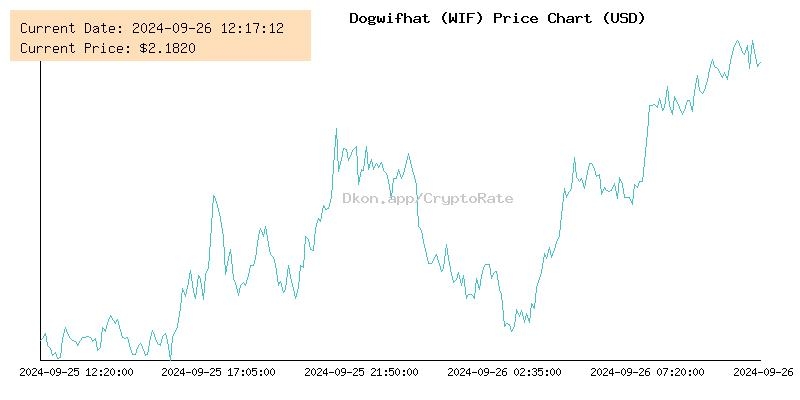 Dogwifhat (WIF) Price Chart (USD)
Current Date: 2024-09-26 12:17:12
Current Price: $2.1820
Dkon.app/CryptoRate
2024-09-25 12:20:00 2024-09-25 17:05:00 2024-09-25 21:50:00 2024-09-26 02:35:00 2024-09-26 07:20:00 2024-09-26